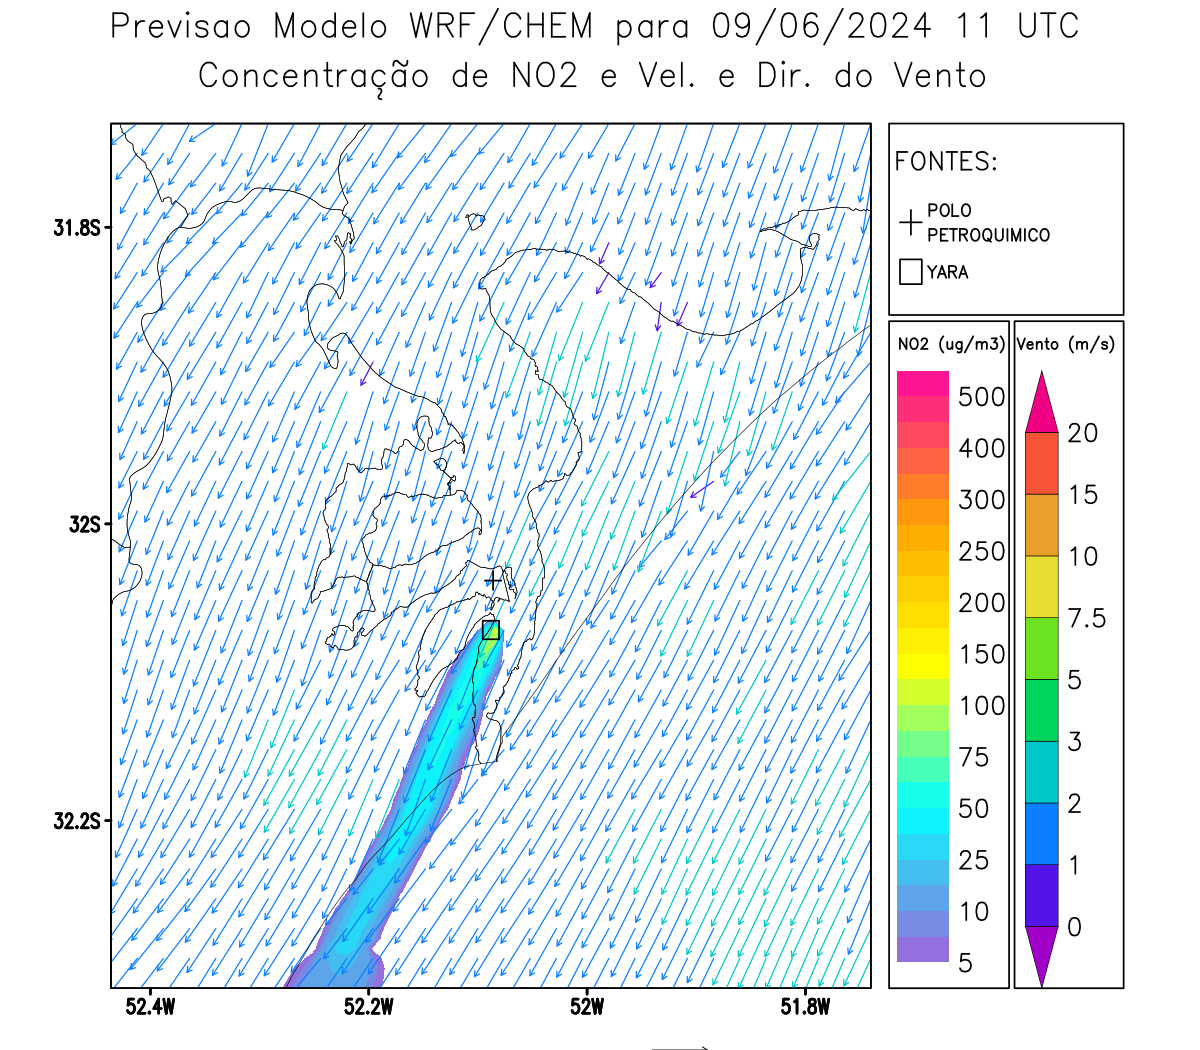 Previsao Modelo WRF/CHEM para 09/06/2024 11 UTC
Concentração de NO2 e Vel. e Dir. do Vento
FONTES:
POLO
PETROQUIMICO
YARA
NO2 (ug/m3)
500
400
300
250
200
150
100
75
50
25
10
5
Vento (m/s)
20
15
10
7.5
5
3
2
1
0
31.8S
32S
32.2S
52.4W
52.2W
52W
51.8W